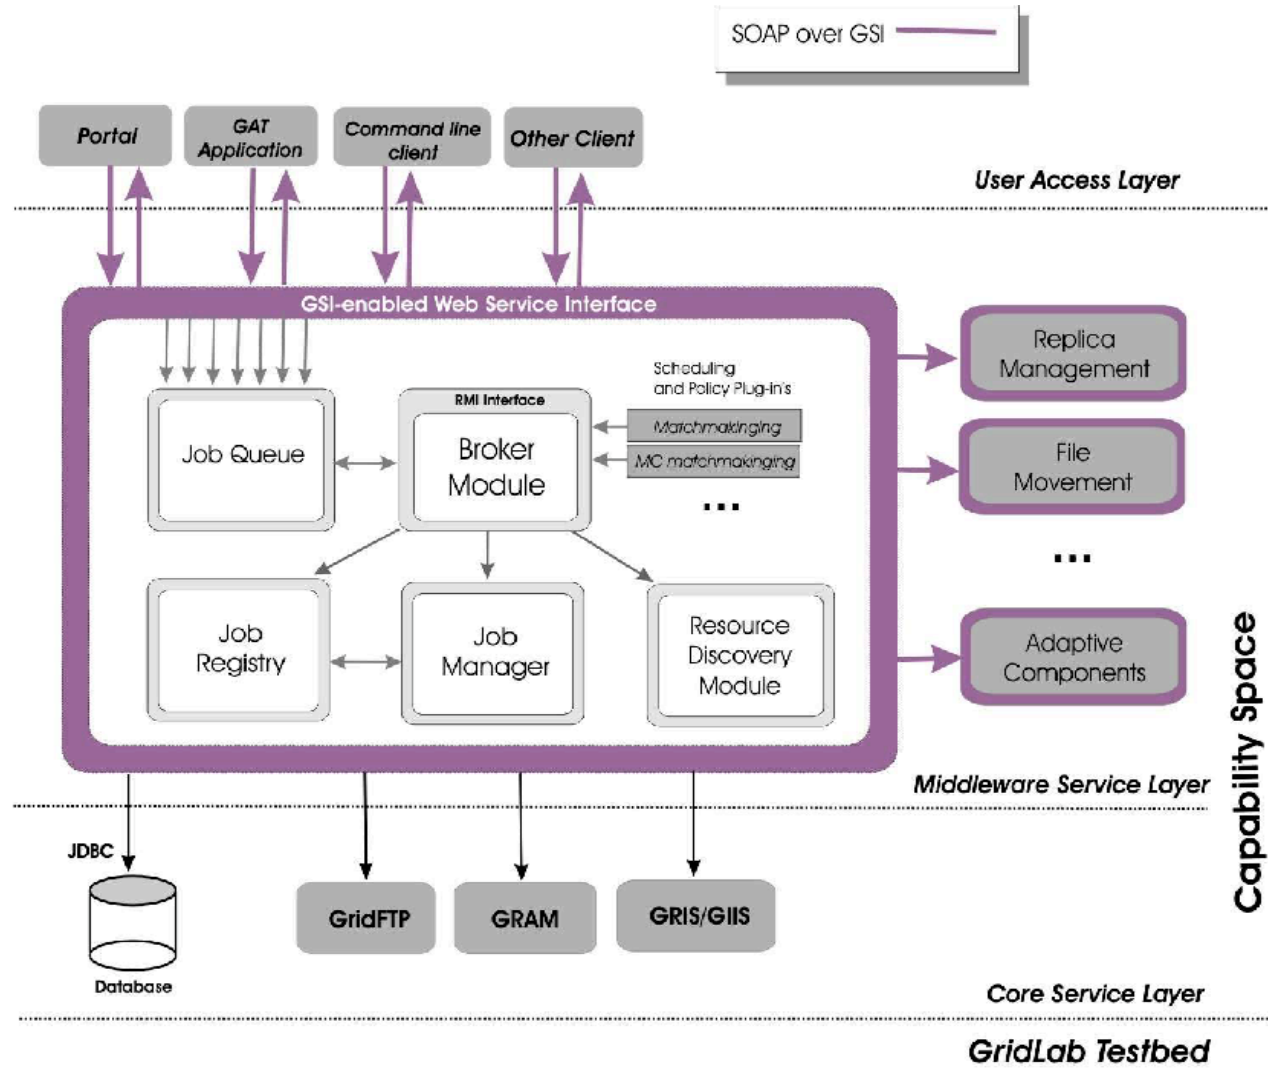 SOAP over GSI
Portal
GAT
Application
Command line
client
Other Client
User Access Layer
GSI-enabled Web Service Interface
Replica
Management
Scheduling
and Policy Plug-in's
RMI Interface
Matchmakinging
MC matchmakinging
...
Job Queue
Broker
Module
File
Movement
...
Job
Registry
Job
Manager
Resource
Discovery
Module
Adaptive
Components
Capability Space
Middleware Service Layer
JDBC
GridFTP
GRAM
GRIS/GIIS
Database
Core Service Layer
GridLab Testbed